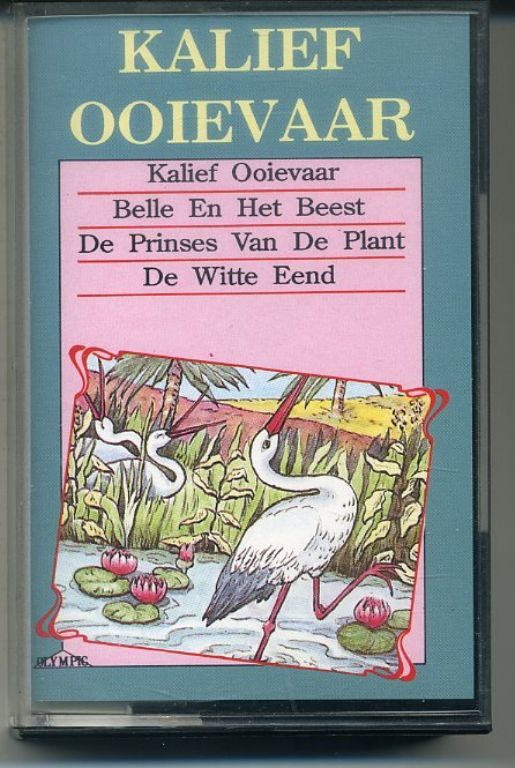 KALIEF
OOIEVAAR
Kalief Ooievaar
Belle En Het Beest
De Prinses Van De Plant
De Witte Eend
OLYMPIC